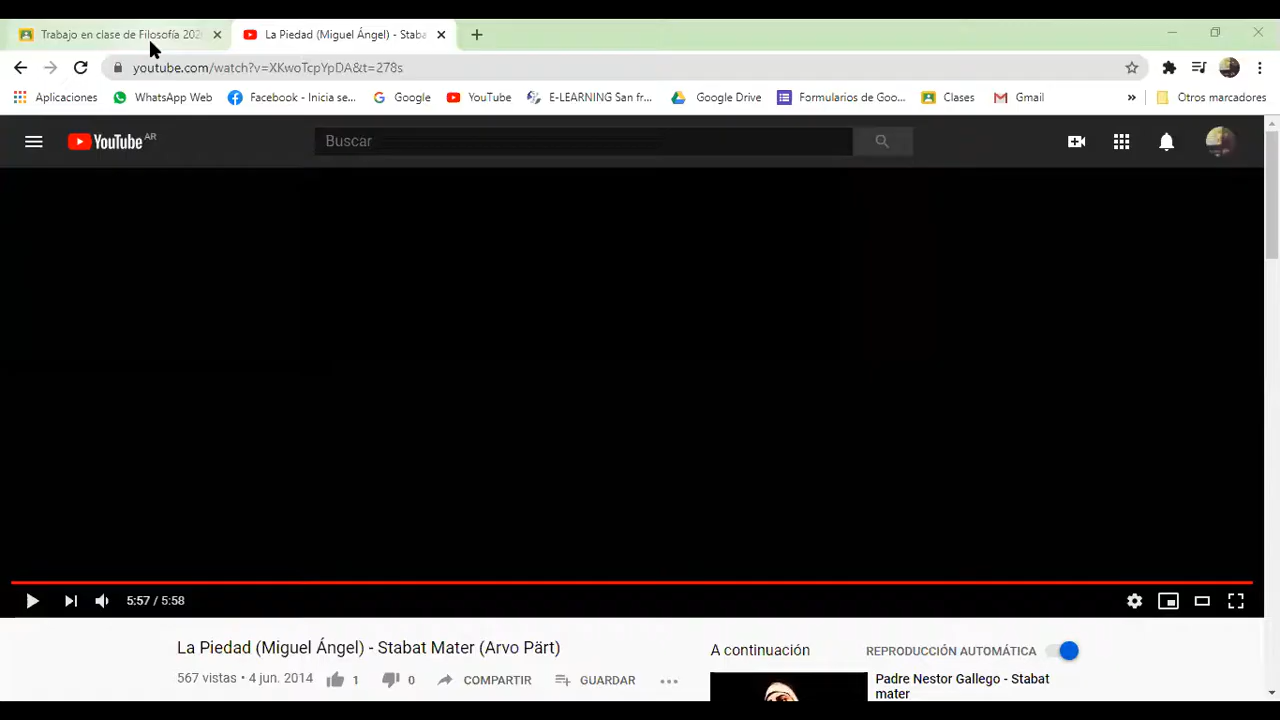 Trabajo en clase de Filosofía 202
La Piedad (Miguel Ángel) - Staba
youtube.com/watch?v=XKwoTcpYpDA&t=278s
Aplicaciones WhatsApp Web Facebook - Inicia se... Google YouTube E-LEARNING San fr... Google Drive Formularios de Goo... Clases Gmail » Otros marcadores
YouTube AR Buscar
5:57 / 5:58
La Piedad (Miguel Ángel) - Stabat Mater (Arvo Pärt)
567 vistas • 4 jun. 2014 1 0 COMPARTIR GUARDAR ...
A continuación REPRODUCCIÓN AUTOMÁTICA
Padre Nestor Gallego - Stabat
mater